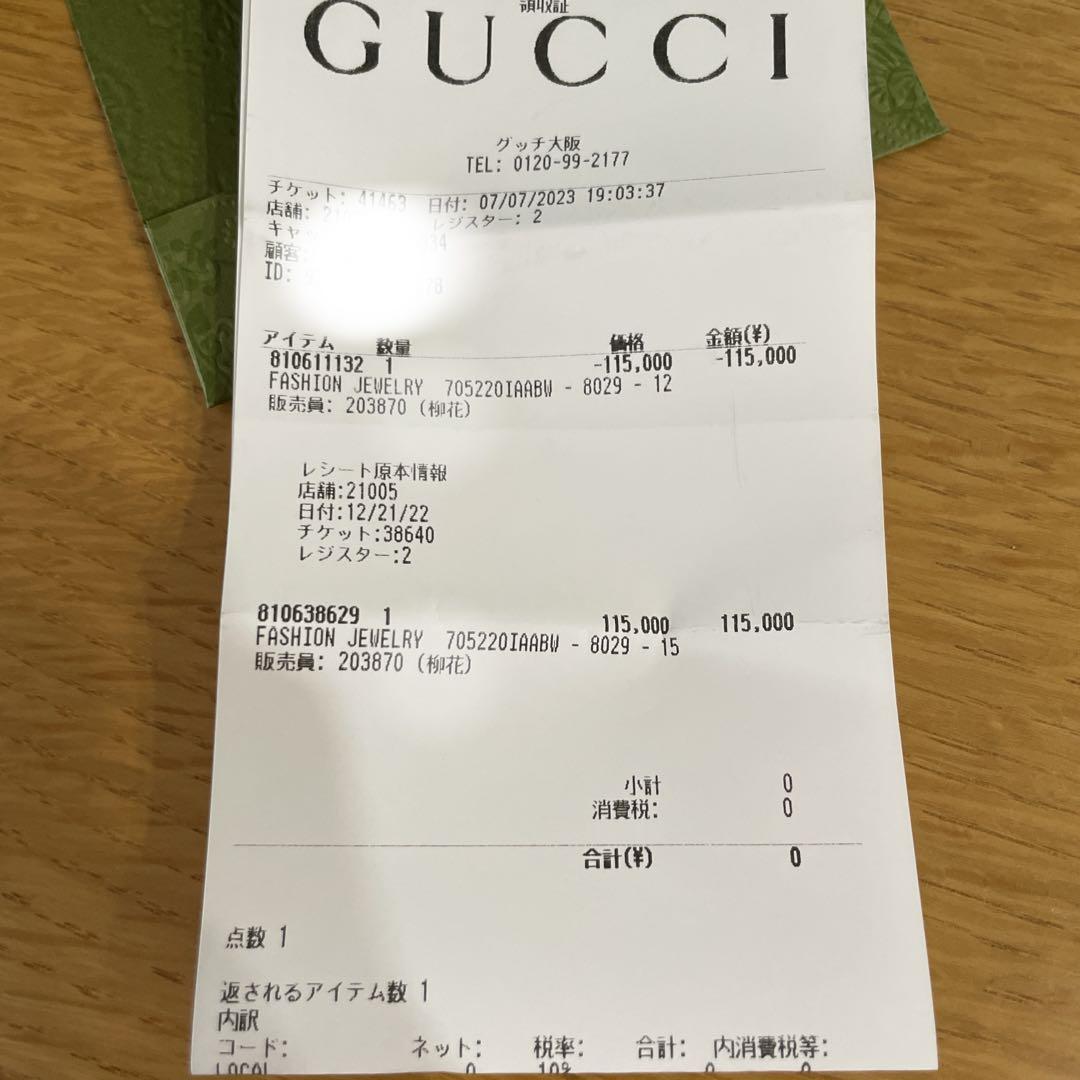 領収証
GUCCI
グッチ大阪
TEL: 0120-99-2177
チケット: 41463 日付: 07/07/2023 19:03:37
店舗: レジスター: 2
顧客
ID:
アイテム 数量 価格 金額(¥)
810611132 1 -115,000 -115,000
FASHION JEWELRY 705220IAABW - 8029 - 12
販売員: 203870 (柳花)
レシート原本情報
店舗:21005
日付:12/21/22
チケット:38640
レジスター:2
810638629 1 115,000 115,000
FASHION JEWELRY 705220IAABW - 8029 - 15
販売員: 203870 (柳花)
小計 0
消費税: 0
合計(¥) 0
点数 1
返されるアイテム数 1
内訳
コード: ネット: 税率: 合計: 内消費税等:
LOCAL 0 10% 0 0